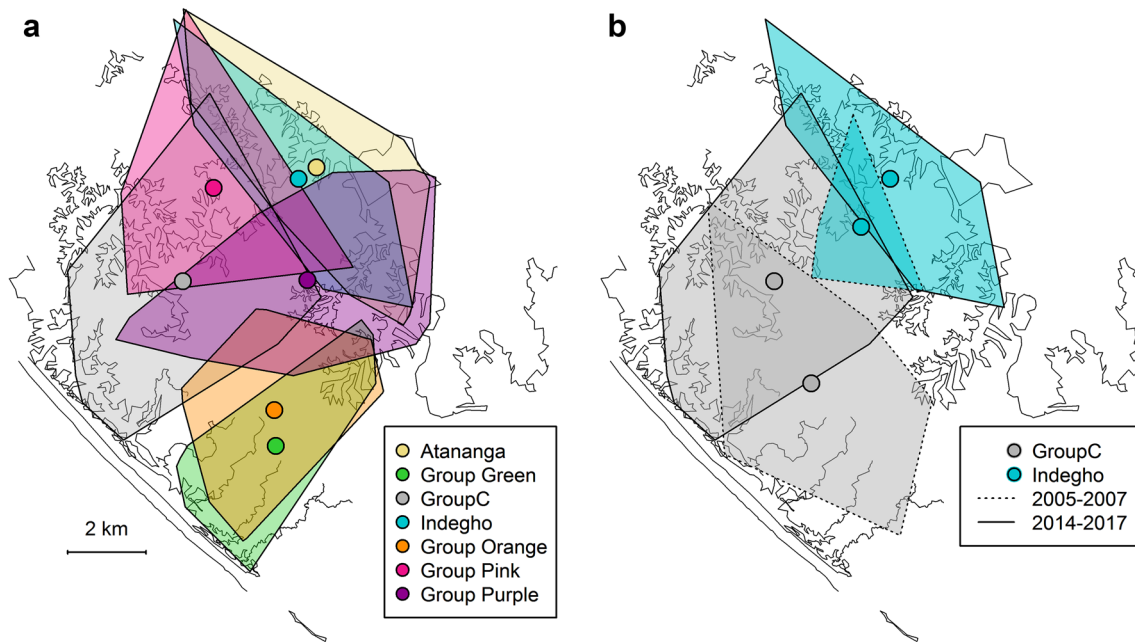 a
b
2 km
Atananga
Group Green
GroupC
Indegho
Group Orange
Group Pink
Group Purple
GroupC
Indegho
2005-2007
2014-2017